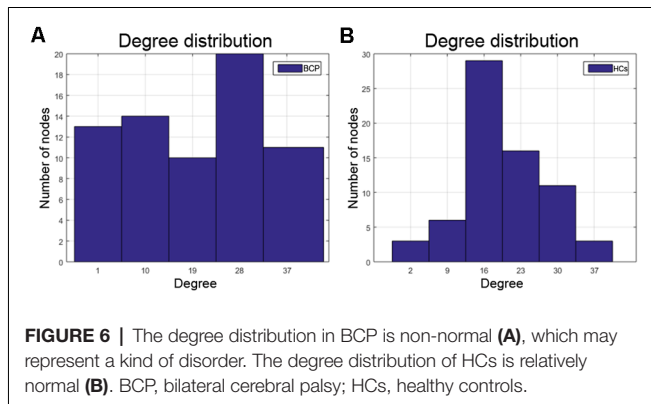 A
Degree distribution
BCP
Number of nodes
20
18
16
14
12
10
8
6
4
2
0
1 10 19 28 37
Degree
B
Degree distribution
HCs
Number of nodes
30
25
20
15
10
5
0
2 9 16 23 30 37
Degree
FIGURE 6 | The degree distribution in BCP is non-normal (A), which may
represent a kind of disorder. The degree distribution of HCs is relatively
normal (B). BCP, bilateral cerebral palsy; HCs, healthy controls.